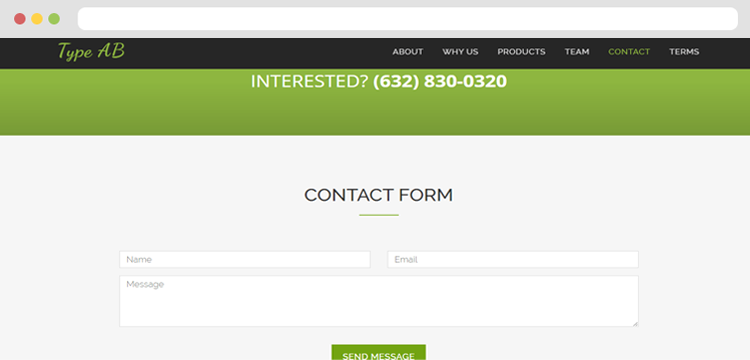 Type AB
ABOUT WHY US PRODUCTS TEAM CONTACT TERMS
INTERESTED? (632) 830-0320
CONTACT FORM
Name Email
Message
SEND MESSAGE